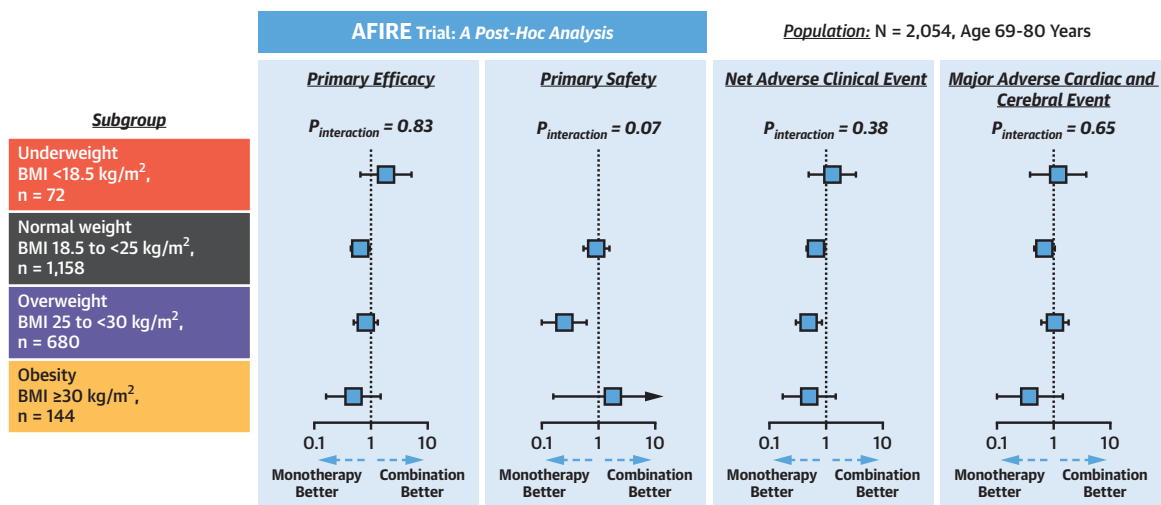 AFIRE Trial: A Post-Hoc Analysis
Population: N = 2,054, Age 69-80 Years
Subgroup
Underweight
BMI <18.5 kg/m²,
n = 72
Normal weight
BMI 18.5 to <25 kg/m²,
n = 1,158
Overweight
BMI 25 to <30 kg/m²,
n = 680
Obesity
BMI ≥30 kg/m²,
n = 144
Primary Efficacy
Pinteraction = 0.83
0.1 1 10
Monotherapy Combination
Better Better
Primary Safety
Pinteraction = 0.07
0.1 1 10
Monotherapy Combination
Better Better
Net Adverse Clinical Event
Pinteraction = 0.38
0.1 1 10
Monotherapy Combination
Better Better
Major Adverse Cardiac and
Cerebral Event
Pinteraction = 0.65
0.1 1 10
Monotherapy Combination
Better Better